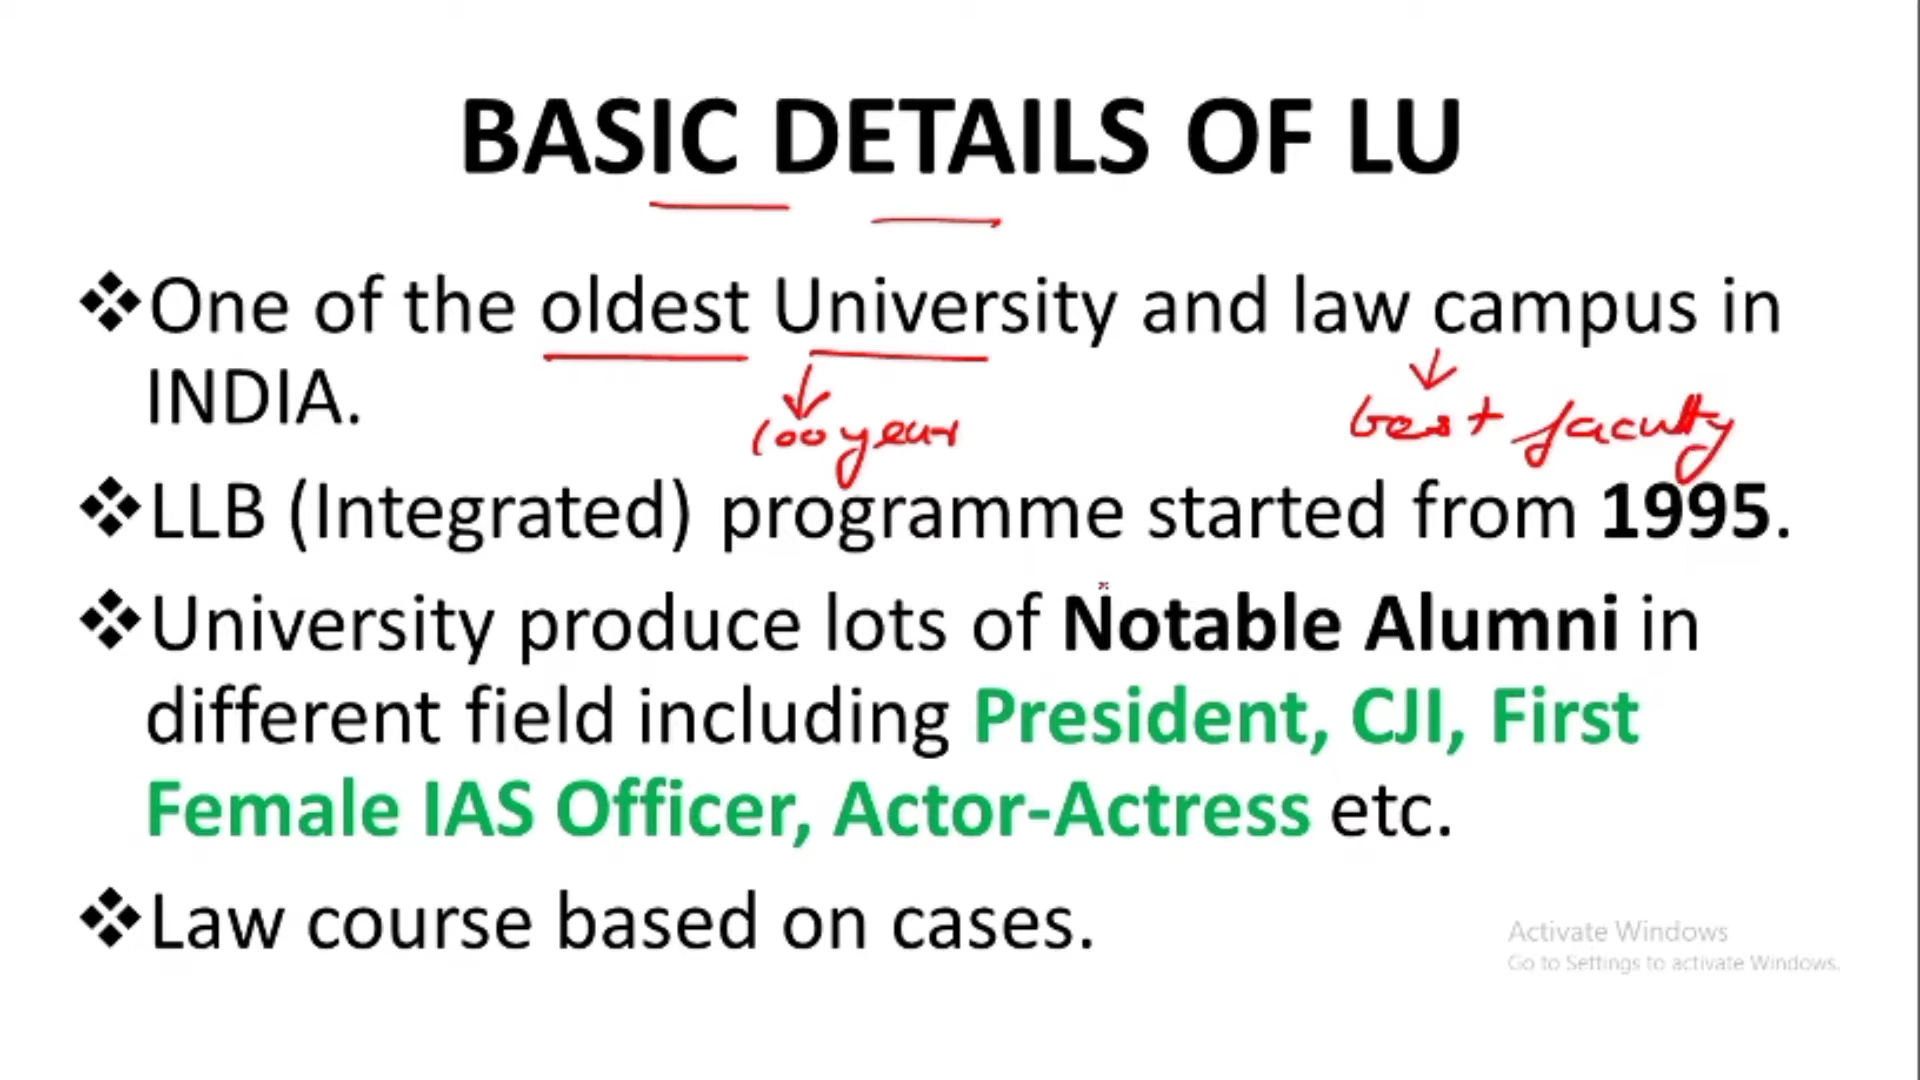 BASIC DETAILS OF LU
❖One of the oldest University and law campus in
INDIA.
100 year
best faculty
❖LLB (Integrated) programme started from 1995.
❖University produce lots of Notable Alumni in
different field including President, CJI, First
Female IAS Officer, Actor-Actress etc.
❖Law course based on cases.
Activate Windows
Go to Settings to activate Windows.